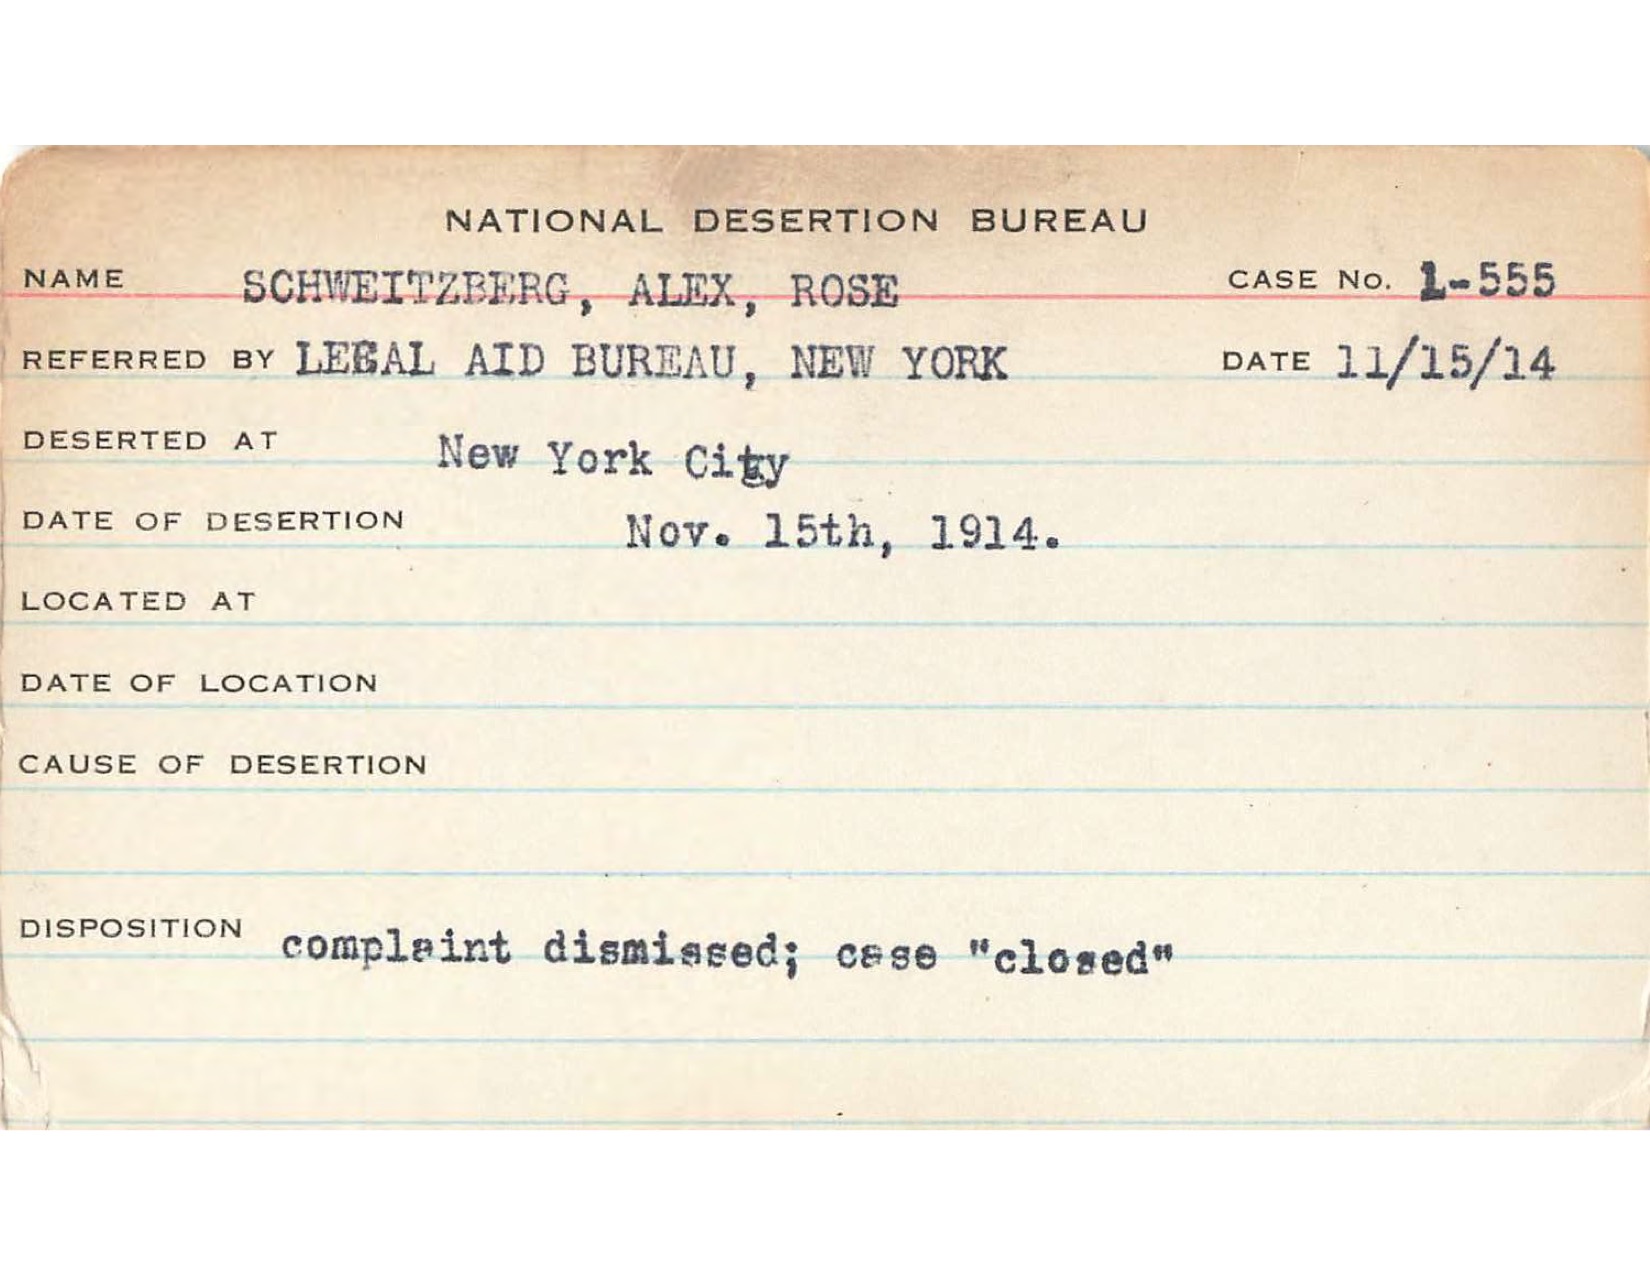 NATIONAL DESERTION BUREAU
NAME SCHWEITZBERG, ALEX, ROSE CASE No. 1-555
REFERRED BY LEGAL AID BUREAU, NEW YORK DATE 11/15/14
DESERTED AT New York City
DATE OF DESERTION Nov. 15th, 1914.
LOCATED AT
DATE OF LOCATION
CAUSE OF DESERTION
DISPOSITION complaint dismissed; case "closed"